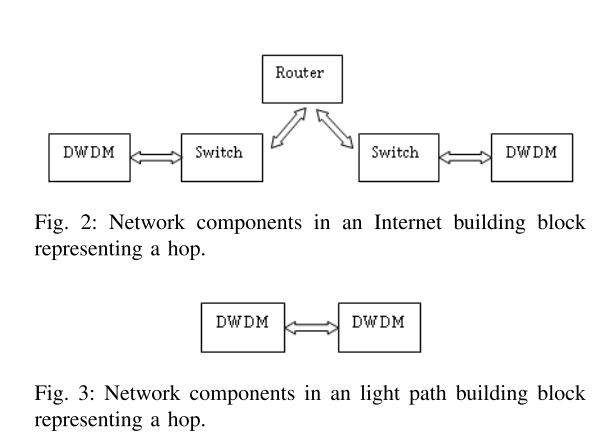 Router
DWDM Switch Switch DWDM
Fig. 2: Network components in an Internet building block
representing a hop.
DWDM DWDM
Fig. 3: Network components in an light path building block
representing a hop.